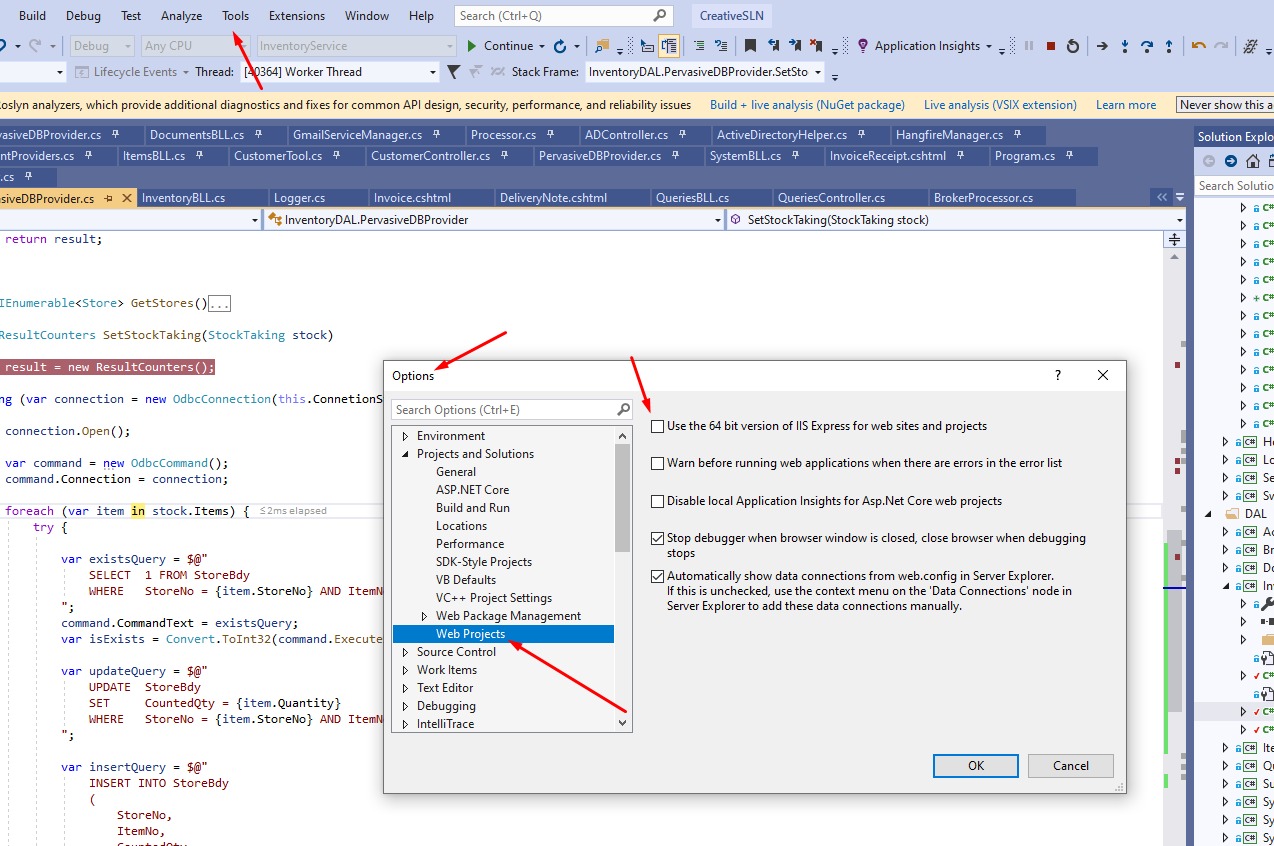 Build Debug Test Analyze Tools Extensions Window Help Search (Ctrl+Q) CreativeSLN
Debug Any CPU InventoryService Continue Application Insights
Lifecycle Events Thread: [40364] Worker Thread Stack Frame: InventoryDAL.PervasiveDBProvider.SetSto
oslyn analyzers, which provide additional diagnostics and fixes for common API design, security, performance, and reliability issues Build + live analysis (NuGet package) Live analysis (VSIX extension) Learn more Never show this a
vasiveDBProvider.cs DocumentsBLL.cs GmailServiceManager.cs Processor.cs ADController.cs ActiveDirectoryHelper.cs HangfireManager.cs
Solution Explo
ntProviders.cs ItemsBLL.cs CustomerTool.cs CustomerController.cs PervasiveDBProvider.cs SystemBLL.cs InvoiceReceipt.cshtml Program.cs
.cs
Search Solutio
siveDBProvider.cs InventoryBLL.cs Logger.cs Invoice.cshtml DeliveryNote.cshtml QueriesBLL.cs QueriesController.cs BrokerProcessor.cs
InventoryDAL.PervasiveDBProvider SetStockTaking(StockTaking stock)
return result;
IEnumerable<Store> GetStores()...
ResultCounters SetStockTaking(StockTaking stock)
result = new ResultCounters();
ng (var connection = new OdbcConnection(this.ConnetionS
connection.Open();
var command = new OdbcCommand();
command.Connection = connection;
foreach (var item in stock.Items) { ≤2ms elapsed
try {
var existsQuery = $@"
SELECT 1 FROM StoreBdy
WHERE StoreNo = {item.StoreNo} AND ItemN
";
command.CommandText = existsQuery;
var isExists = Convert.ToInt32(command.Execute
var updateQuery = $@"
UPDATE StoreBdy
SET CountedQty = {item.Quantity}
WHERE StoreNo = {item.StoreNo} AND ItemN
";
var insertQuery = $@"
INSERT INTO StoreBdy
(
StoreNo,
ItemNo,
CountedQty
Options ?
Search Options (Ctrl+E)
Environment
Projects and Solutions
General
ASP.NET Core
Build and Run
Locations
Performance
SDK-Style Projects
VB Defaults
VC++ Project Settings
Web Package Management
Web Projects
Source Control
Work Items
Text Editor
Debugging
IntelliTrace
Use the 64 bit version of IIS Express for web sites and projects
Warn before running web applications when there are errors in the error list
Disable local Application Insights for Asp.Net Core web projects
Stop debugger when browser window is closed, close browser when debugging
stops
Automatically show data connections from web.config in Server Explorer.
If this is unchecked, use the context menu on the 'Data Connections' node in
Server Explorer to add these data connections manually.
OK Cancel
C#
C#
C#
C#
C#
C#
C#
C#
C#
C#
C#
C#
C#
C# He
C# Lo
C# Se
C# Sw
DAL
C# Ac
C# Br
C# Do
C# In
C#
C#
C#
C#
C# Ite
C# Qu
C# Su
C# Sy
C# Sy
C# Sy